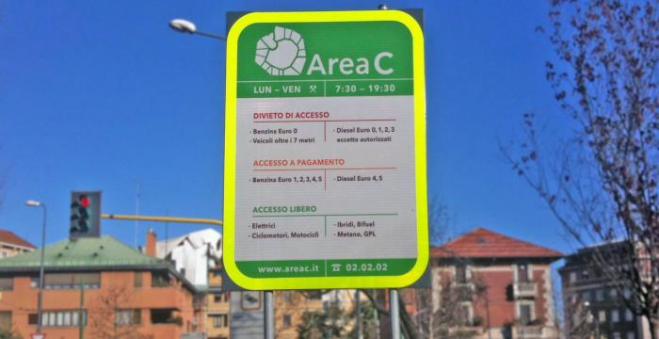 Area C
LUN - VEN 7:30 - 19:30
DIVIETO DI ACCESSO
- Benzina Euro 0
- Veicoli oltre i 7 metri
- Diesel Euro 0, 1, 2, 3
eccetto autorizzati
ACCESSO A PAGAMENTO
- Benzina Euro 1, 2, 3, 4, 5
- Diesel Euro 4, 5
ACCESSO LIBERO
- Elettrici
- Ciclomotori, Motocicli
- Ibridi, Bifuel
- Metano, GPL
www.areac.it 02.02.02